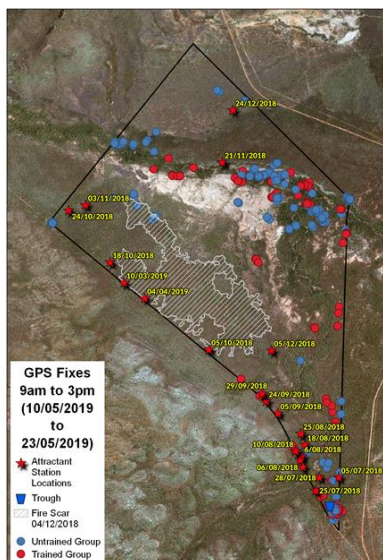 24/12/2018
21/11/2018
03/11/2018
24/10/2018
18/10/2018
10/03/2019
04/04/2019
05/10/2018
05/12/2018
29/09/2018
24/09/2018
05/09/2018
25/08/2018
18/08/2018
10/08/2018
6/08/2018
06/08/2018
28/07/2018
05/07/2018
25/07/2018
GPS Fixes
9am to 3pm
(10/05/2019
to
23/05/2019)
Attractant
Station
Locations
Trough
Fire Scar
04/12/2018
Untrained Group
Trained Group